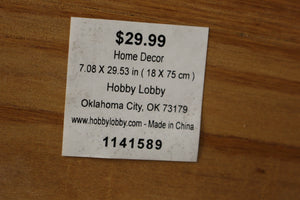 $29.99
Home Decor
7.08 X 29.53 in ( 18 X 75 cm )
Hobby Lobby
Oklahoma City, OK 73179
www.hobbylobby.com - Made in China
1141589